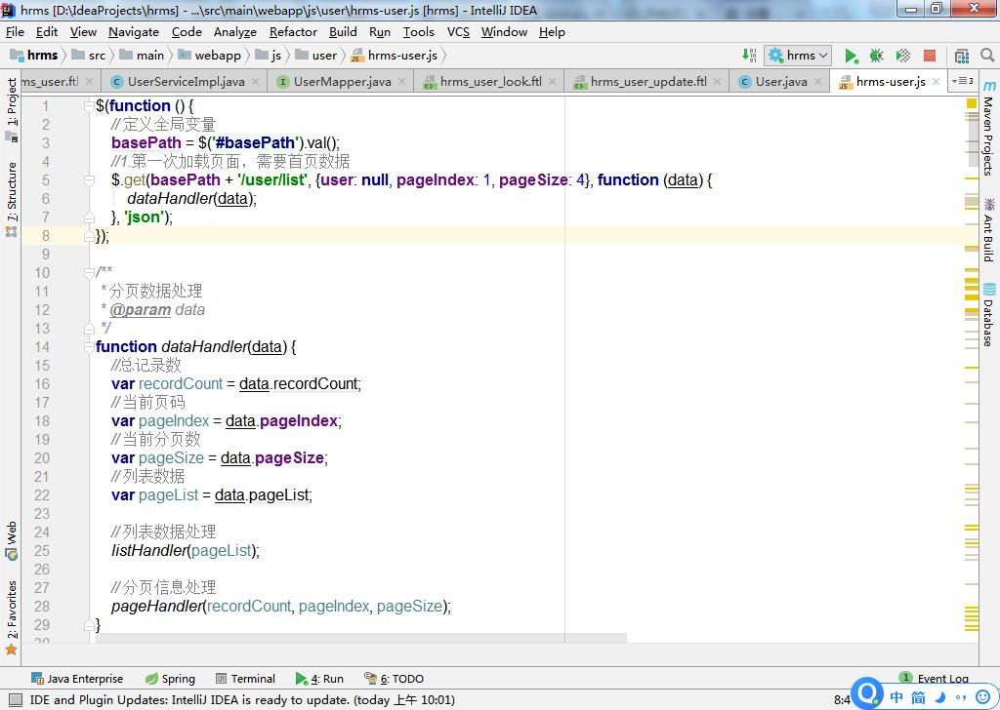 hrms [D:\IdeaProjects\hrms] - ...\src\main\webapp\js\user\hrms-user.js [hrms] - IntelliJ IDEA
File Edit View Navigate Code Analyze Refactor Build Run Tools VCS Window Help
hrms src main webapp js user hrms-user.js hrms
ms_user.ftl UserServiceImpl.java UserMapper.java hrms_user_look.ftl hrms_user_update.ftl User.java hrms-user.js 3
1: Project
7: Structure
Web
2: Favorites
1 $(function () {
2 //定义全局变量
3 basePath = $('#basePath').val();
4 //1.第一次加载页面，需要首页数据
5 $.get(basePath + '/user/list', {user: null, pageIndex: 1, pageSize: 4}, function (data) {
6 dataHandler(data);
7 }, 'json');
8 });
9
10 /**
11 * 分页数据处理
12 * @param data
13 */
14 function dataHandler(data) {
15 //总记录数
16 var recordCount = data.recordCount;
17 //当前页码
18 var pageIndex = data.pageIndex;
19 //当前分页数
20 var pageSize = data.pageSize;
21 //列表数据
22 var pageList = data.pageList;
23
24 //列表数据处理
25 listHandler(pageList);
26
27 //分页信息处理
28 pageHandler(recordCount, pageIndex, pageSize);
29 }
30
Maven Projects
Ant Build
Database
Java Enterprise Spring Terminal 4: Run 6: TODO 1 Event Log
IDE and Plugin Updates: IntelliJ IDEA is ready to update. (today 上午 10:01) 8:4
中 简